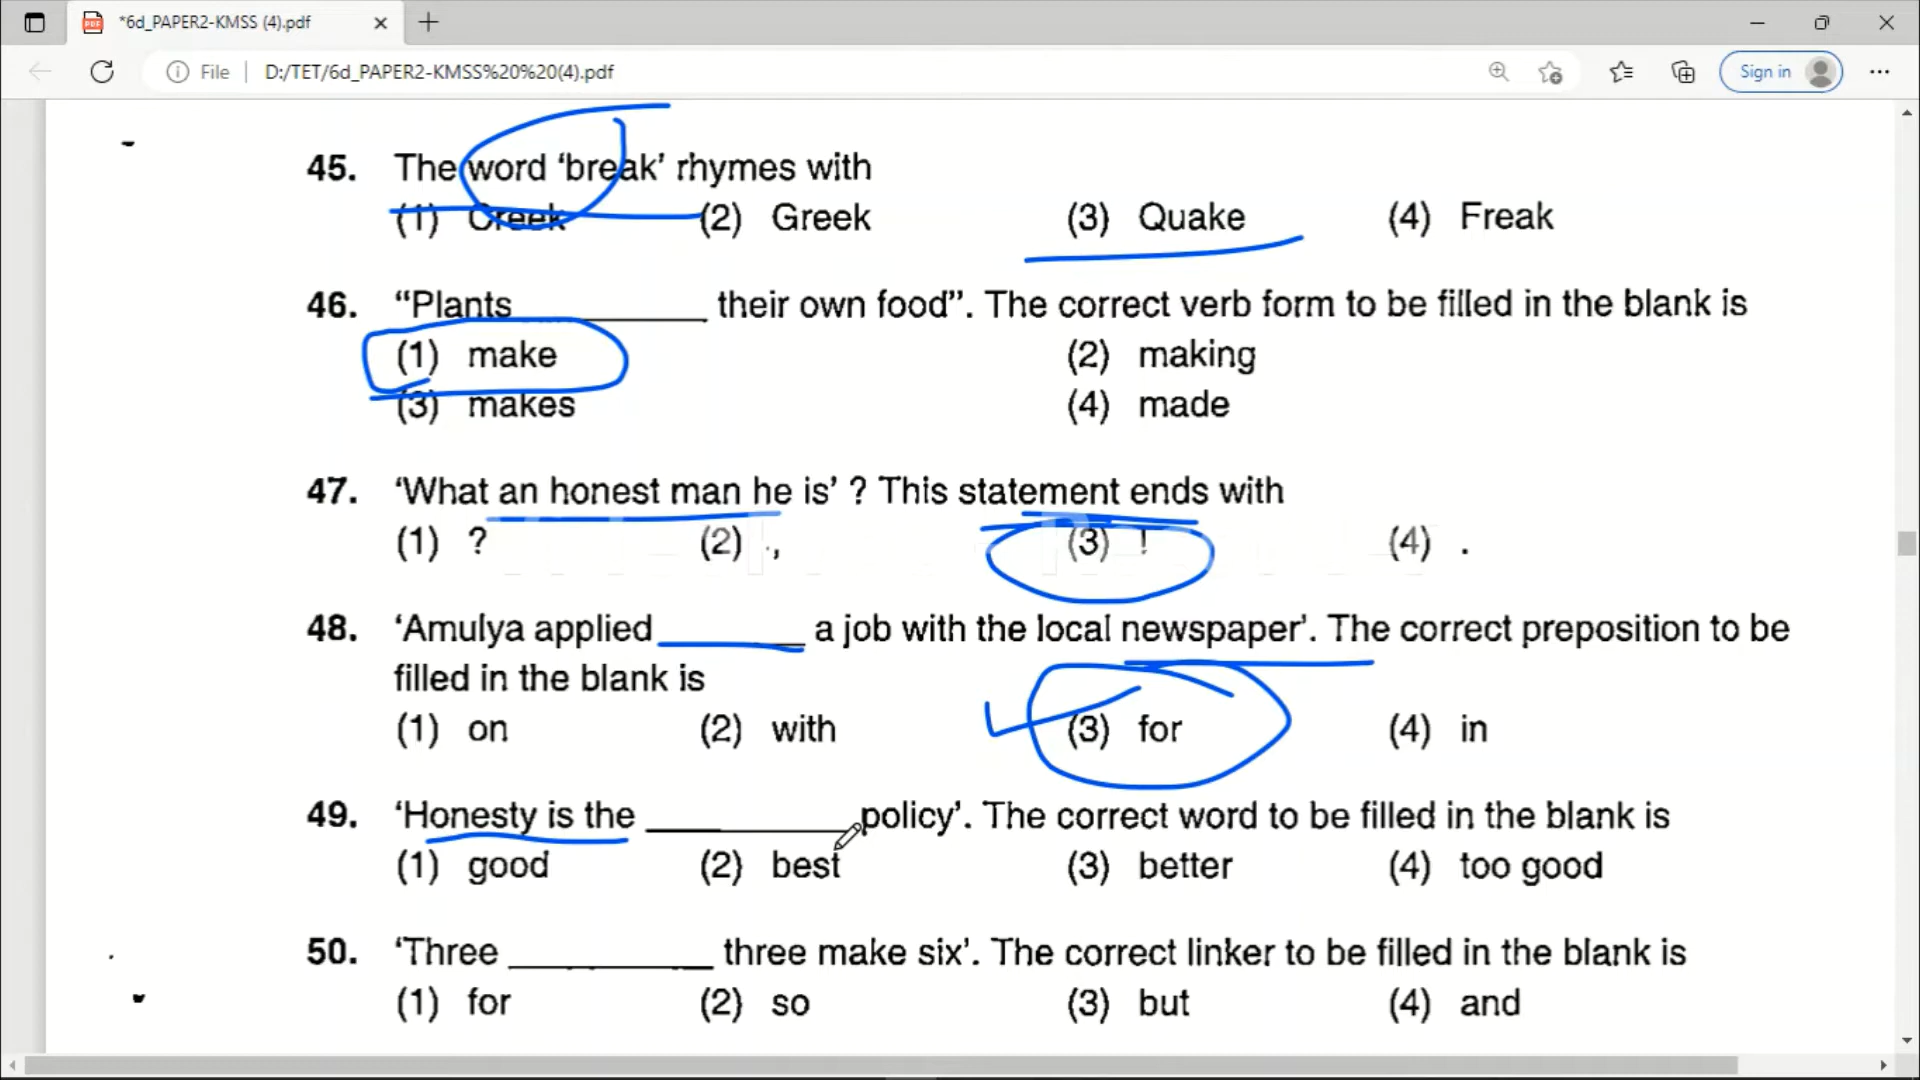 *6d_PAPER2-KMSS (4).pdf
File D:/TET/6d_PAPER2-KMSS%20%20(4).pdf Sign in
45. The word ‘break’ rhymes with
(1) Creek (2) Greek (3) Quake (4) Freak
46. “Plants ________ their own food”. The correct verb form to be filled in the blank is
(1) make (2) making
(3) makes (4) made
47. ‘What an honest man he is’ ? This statement ends with
(1) ? (2) , (3) ! (4) .
48. ‘Amulya applied ________ a job with the local newspaper’. The correct preposition to be
filled in the blank is
(1) on (2) with (3) for (4) in
49. ‘Honesty is the ________ policy’. The correct word to be filled in the blank is
(1) good (2) best (3) better (4) too good
50. ‘Three ________ three make six’. The correct linker to be filled in the blank is
(1) for (2) so (3) but (4) and